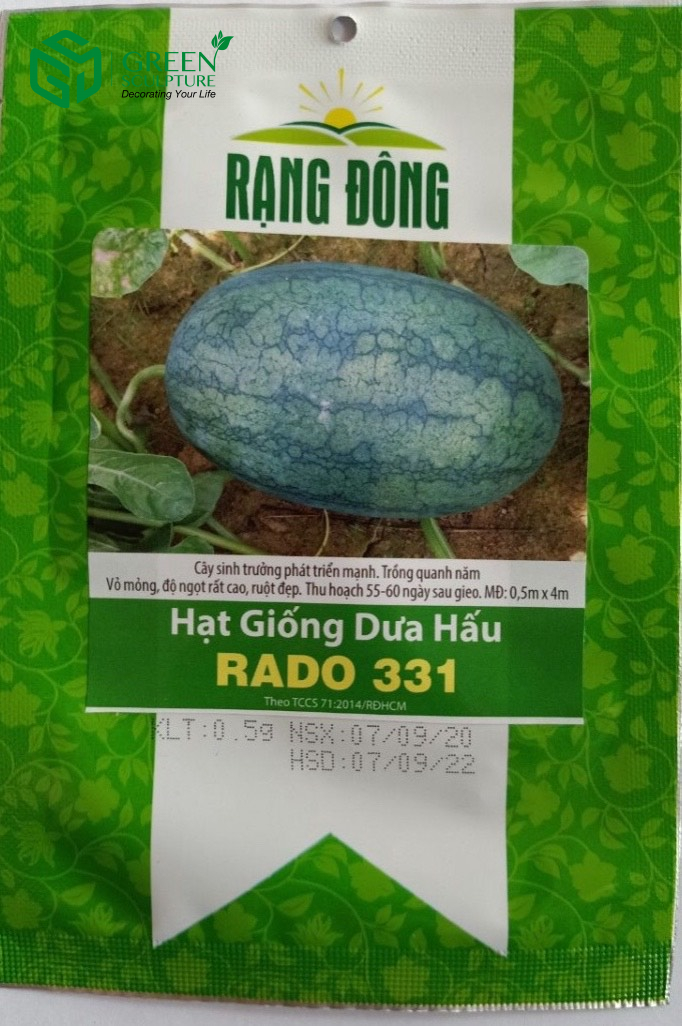 GREEN
SCULPTURE
Decorating Your Life
RẠNG ĐÔNG
Cây sinh trưởng phát triển mạnh. Trồng quanh năm
Vỏ mỏng, độ ngọt rất cao, ruột đẹp. Thu hoạch 55-60 ngày sau gieo. MĐ: 0,5m x 4m
Hạt Giống Dưa Hấu
RADO 331
Theo TCCS 71:2014/RĐHCM
KLT:0.5g NSX:07/09/20
HSD:07/09/22